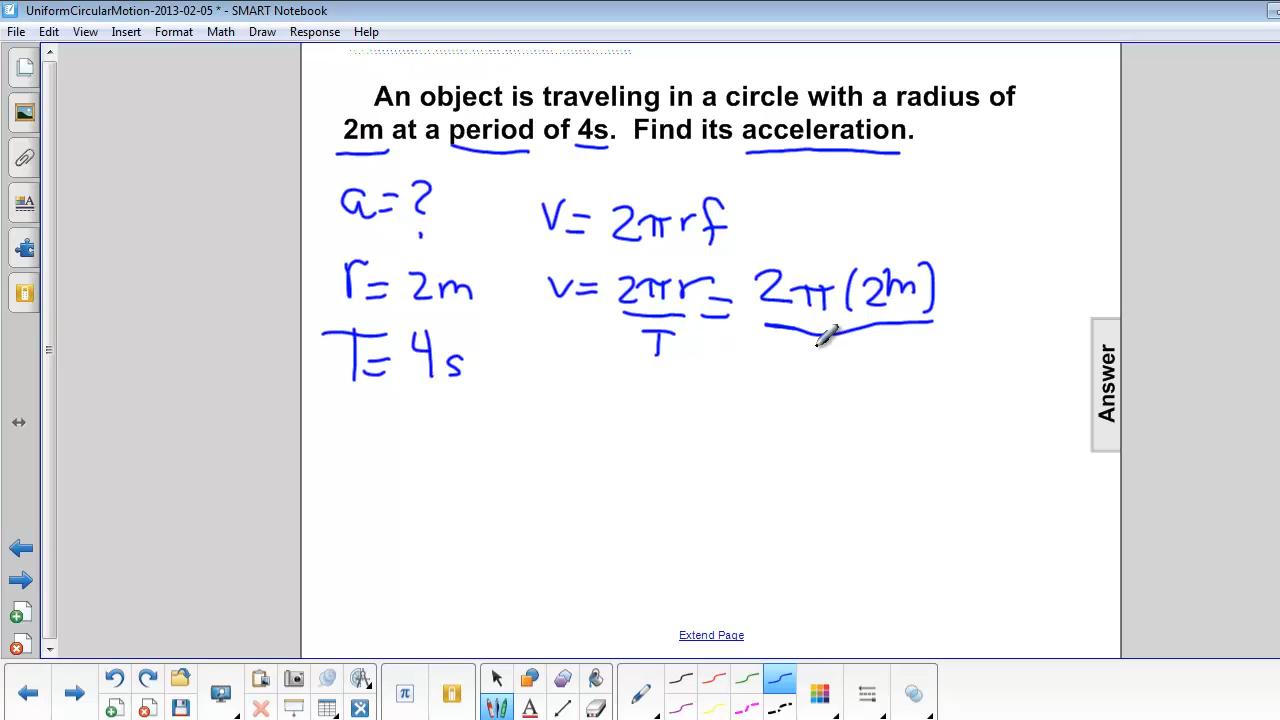 UniformCircularMotion-2013-02-05 * - SMART Notebook
File Edit View Insert Format Math Draw Response Help
An object is traveling in a circle with a radius of
2m at a period of 4s. Find its acceleration.
a = ?
v = 2πrf
r = 2m
v = 2πr = 2π(2m)
T
T = 4s
Answer
Extend Page